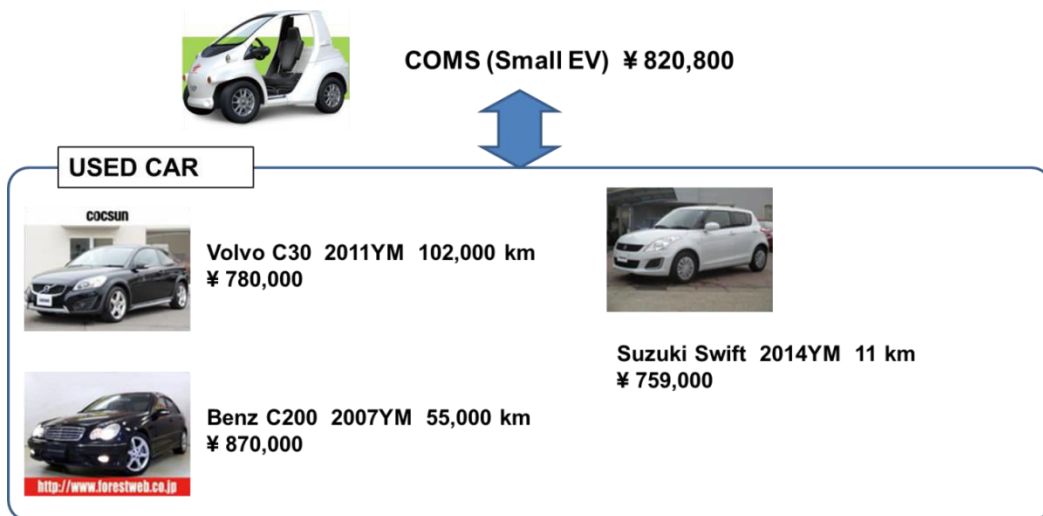 COMS (Small EV) ¥ 820,800
USED CAR
cocsun
Volvo C30 2011YM 102,000 km
¥ 780,000
Suzuki Swift 2014YM 11 km
¥ 759,000
Benz C200 2007YM 55,000 km
¥ 870,000
http://www.forestweb.co.jp